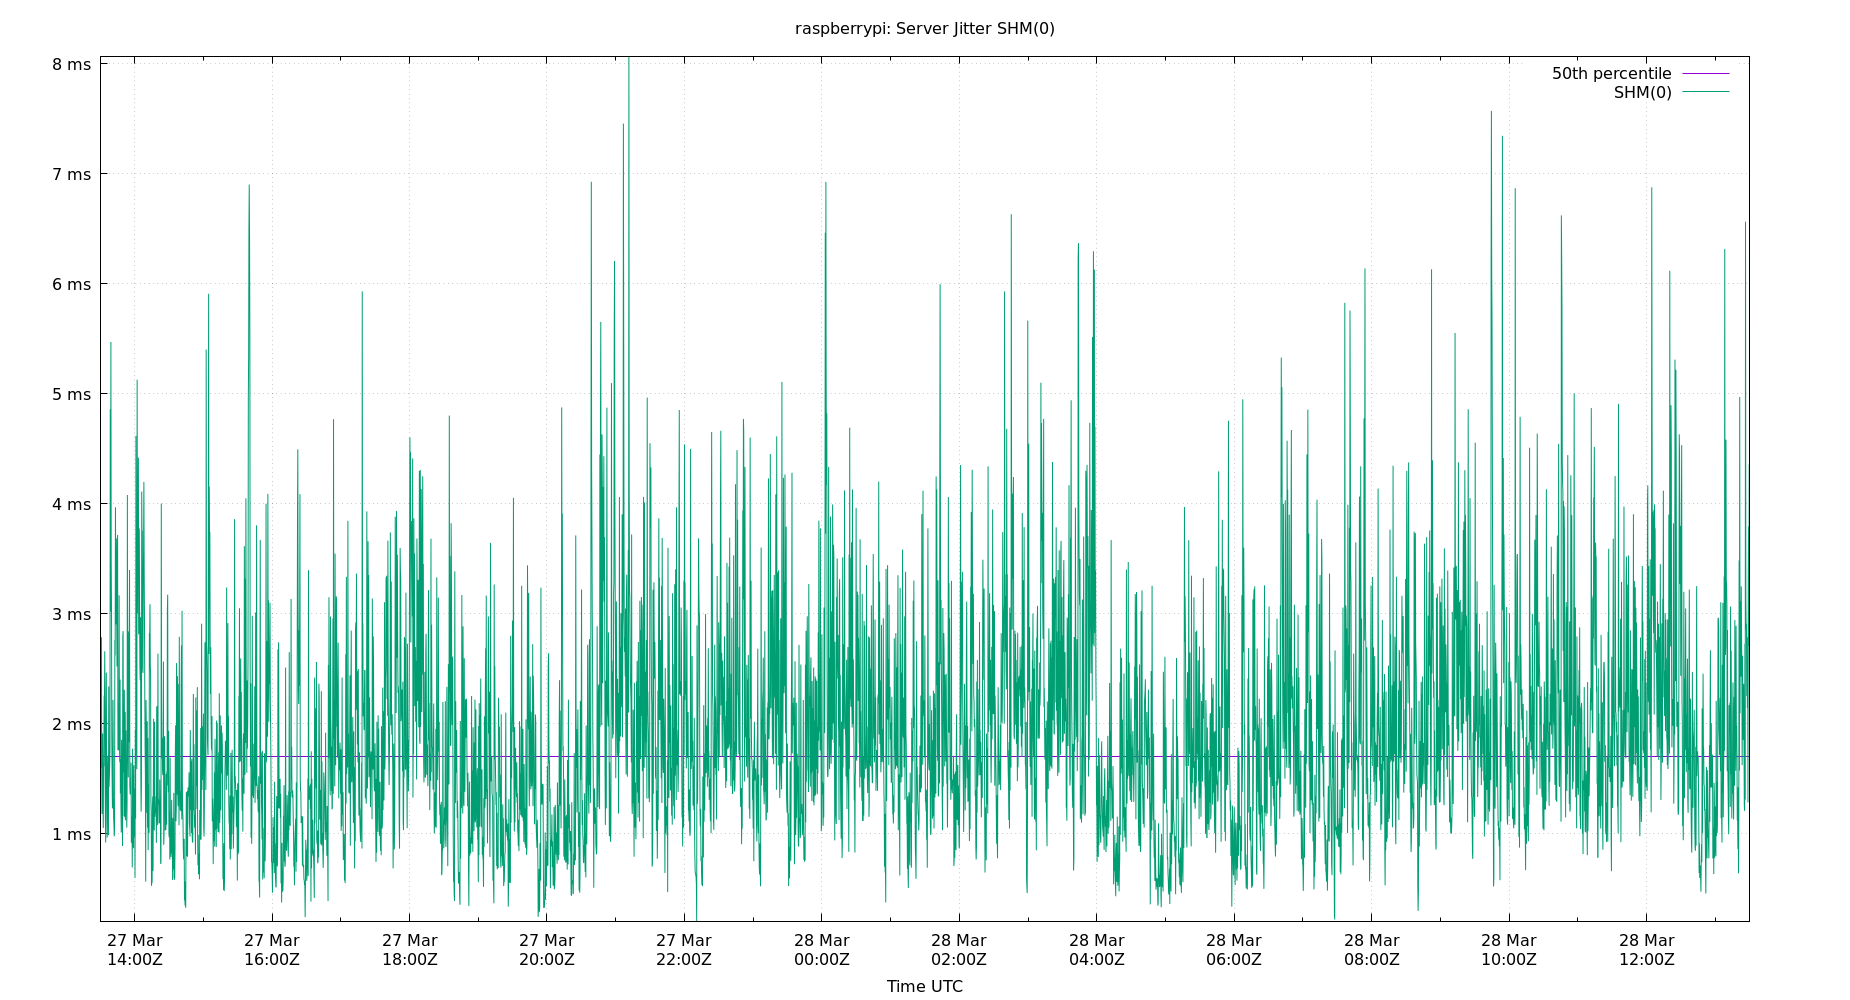 raspberrypi: Server Jitter SHM(0)
8 ms
7 ms
6 ms
5 ms
4 ms
3 ms
2 ms
1 ms
50th percentile
SHM(0)
27 Mar 27 Mar 27 Mar 27 Mar 27 Mar 28 Mar 28 Mar 28 Mar 28 Mar 28 Mar 28 Mar 28 Mar
14:00Z 16:00Z 18:00Z 20:00Z 22:00Z 00:00Z 02:00Z 04:00Z 06:00Z 08:00Z 10:00Z 12:00Z
Time UTC